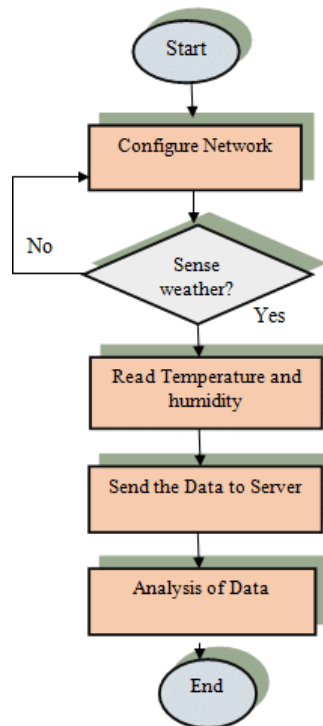 Start
Configure Network
No
Sense
weather?
Yes
Read Temperature and
humidity
Send the Data to Server
Analysis of Data
End